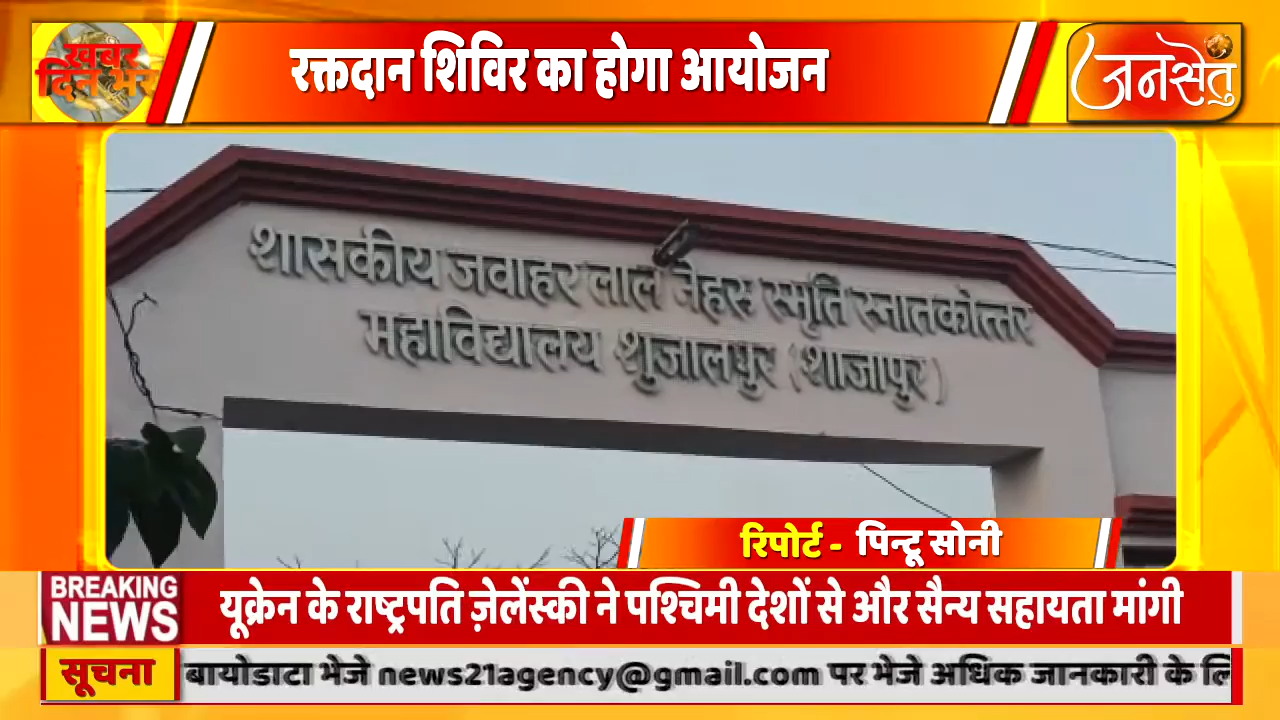 खबर
दिन भर
रक्तदान शिविर का होगा आयोजन
जनसेतु
शासकीय जवाहर लाल नेहरू स्मृति स्नातकोत्तर
महाविद्यालय शुजालपुर (शाजापुर)
रिपोर्ट - पिन्टू सोनी
BREAKING
NEWS
यूक्रेन के राष्ट्रपति ज़ेलेंस्की ने पश्चिमी देशों से और सैन्य सहायता मांगी
सूचना
बायोडाटा भेजे news21agency@gmail.com पर भेजे अधिक जानकारी के लि